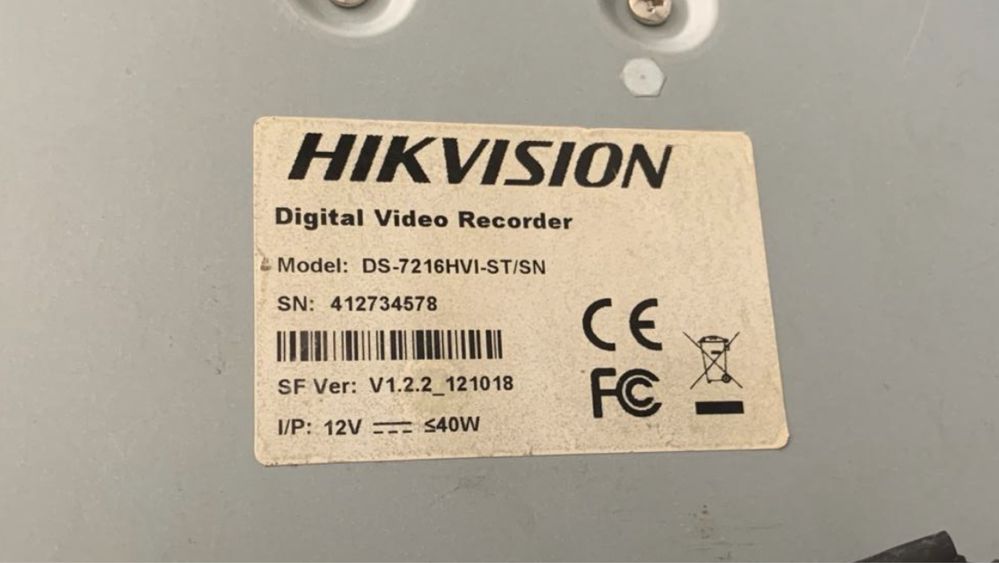 HIKVISION
Digital Video Recorder
Model: DS-7216HVI-ST/SN
SN: 412734578
SF Ver: V1.2.2_121018
I/P: 12V ⎓ ≤40W
CE
FC